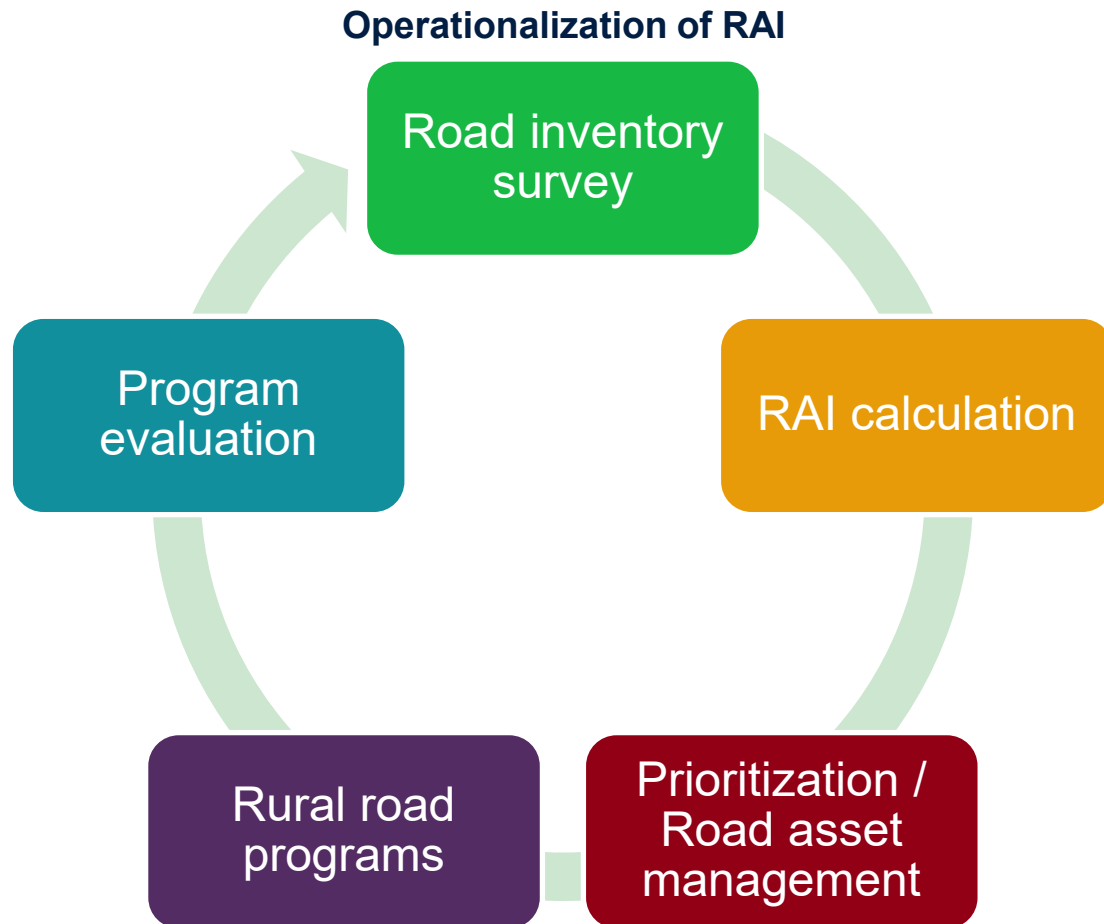 Operationalization of RAI
Road inventory
survey
RAI calculation
Prioritization /
Road asset
management
Rural road
programs
Program
evaluation